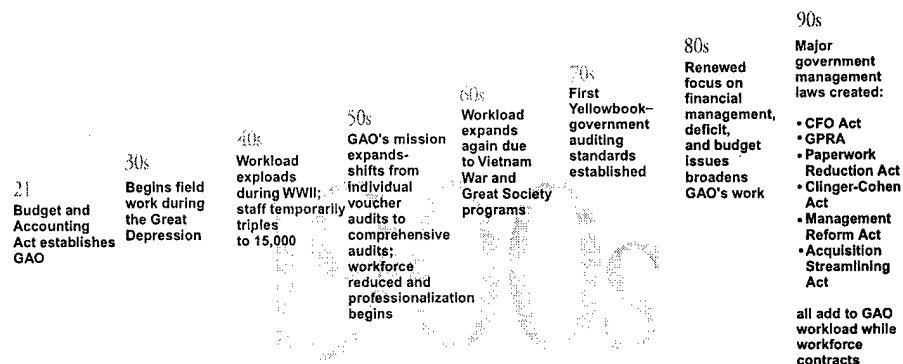 21
Budget and
Accounting
Act establishes
GAO
30s
Begins field
work during
the Great
Depression
40s
Workload
exploads
during WWII;
staff temporarily
triples
to 15,000
50s
GAO's mission
expands-
shifts from
individual
voucher
audits to
comprehensive
audits;
workforce
reduced and
professionalization
begins
60s
Workload
expands
again due
to Vietnam
War and
Great Society
programs
70s
First
Yellowbook–
government
auditing
standards
established
80s
Renewed
focus on
financial
management,
deficit,
and budget
issues
broadens
GAO's work
90s
Major
government
management
laws created:
• CFO Act
• GPRA
• Paperwork
Reduction Act
• Clinger-Cohen
Act
• Management
Reform Act
• Acquisition
Streamlining
Act
all add to GAO
workload while
workforce
contracts